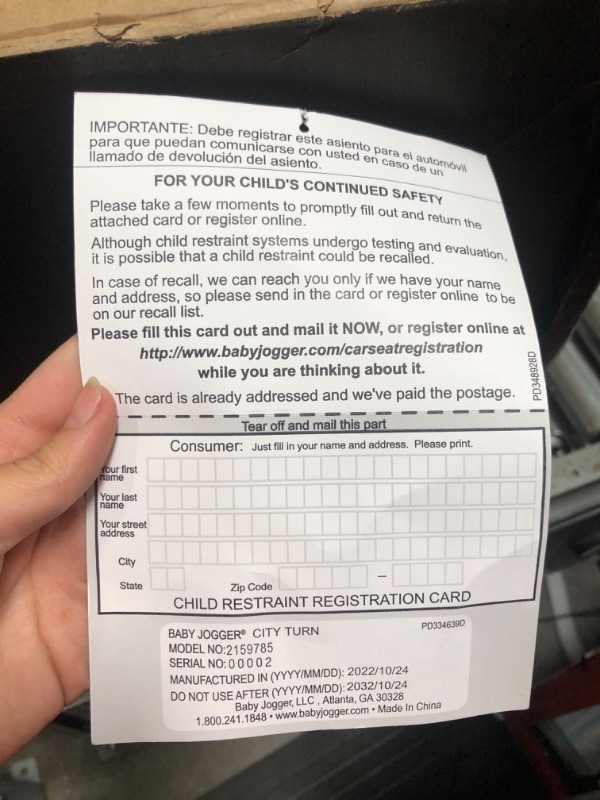 IMPORTANTE: Debe registrar este asiento para el automóvil
para que puedan comunicarse con usted en caso de un
llamado de devolución del asiento.
FOR YOUR CHILD'S CONTINUED SAFETY
Please take a few moments to promptly fill out and return the
attached card or register online.
Although child restraint systems undergo testing and evaluation,
it is possible that a child restraint could be recalled.
In case of recall, we can reach you only if we have your name
and address, so please send in the card or register online to be
on our recall list.
Please fill this card out and mail it NOW, or register online at
http://www.babyjogger.com/carseatregistration
while you are thinking about it.
The card is already addressed and we've paid the postage.
PD348928D
Tear off and mail this part
Consumer: Just fill in your name and address. Please print.
Your first
name
Your last
name
Your street
address
City
State
Zip Code
–
CHILD RESTRAINT REGISTRATION CARD
BABY JOGGER® CITY TURN
PD334639D
MODEL NO:2159785
SERIAL NO:00002
MANUFACTURED IN (YYYY/MM/DD): 2022/10/24
DO NOT USE AFTER (YYYY/MM/DD): 2032/10/24
Baby Jogger, LLC , Atlanta, GA 30328
1.800.241.1848 • www.babyjogger.com • Made In China